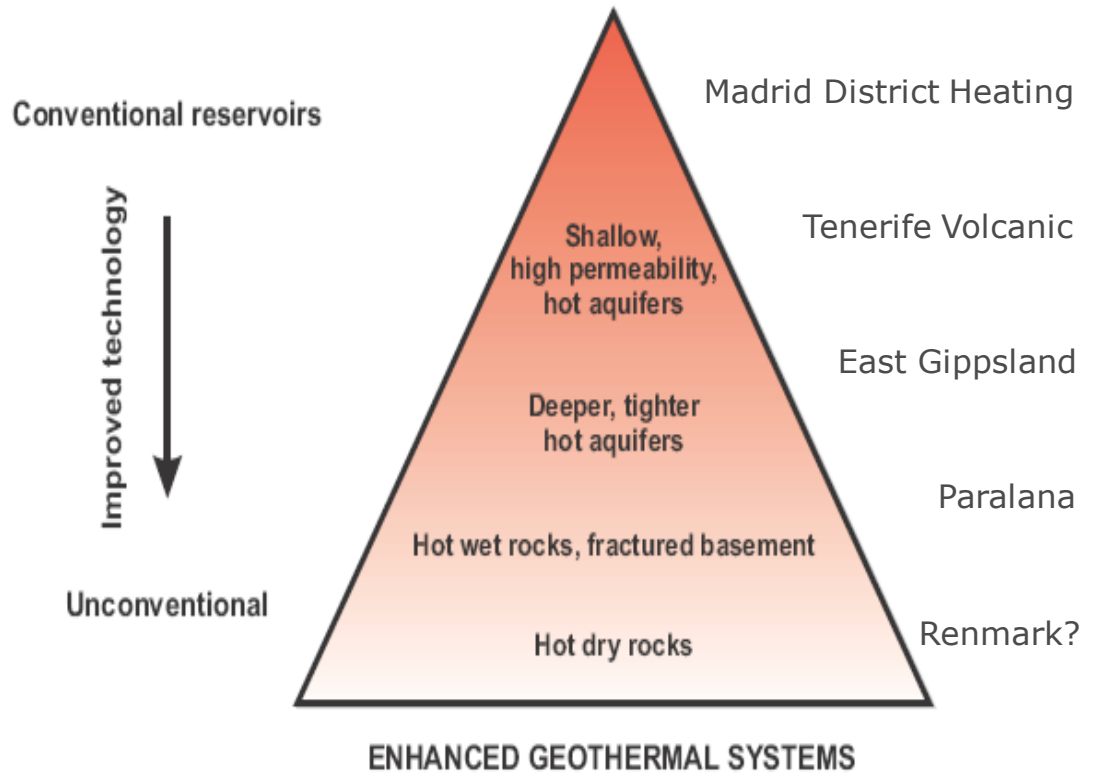 Madrid District Heating
Conventional reservoirs
Improved technology
Tenerife Volcanic
Shallow,
high permeability,
hot aquifers
East Gippsland
Deeper, tighter
hot aquifers
Paralana
Hot wet rocks, fractured basement
Unconventional
Renmark?
Hot dry rocks
ENHANCED GEOTHERMAL SYSTEMS